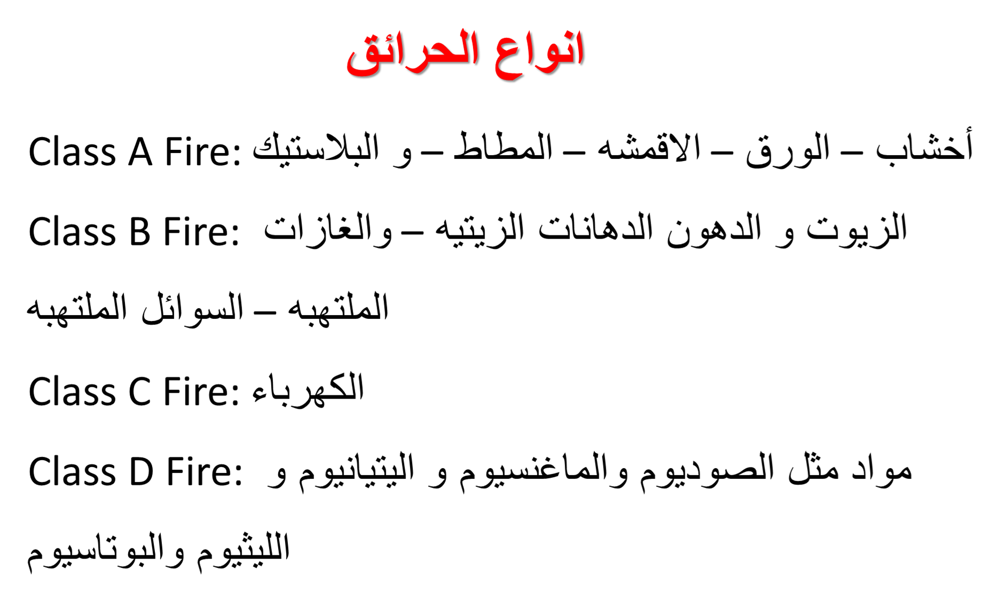 انواع الحرائق
Class A Fire: أخشاب – الورق – الاقمشه – المطاط – و البلاستيك
Class B Fire: الزيوت و الدهون الدهانات الزيتيه – والغازات
الملتهبه – السوائل الملتهبه
Class C Fire: الكهرباء
Class D Fire: مواد مثل الصوديوم والماغنسيوم و اليتيانيوم و
الليثيوم والبوتاسيوم